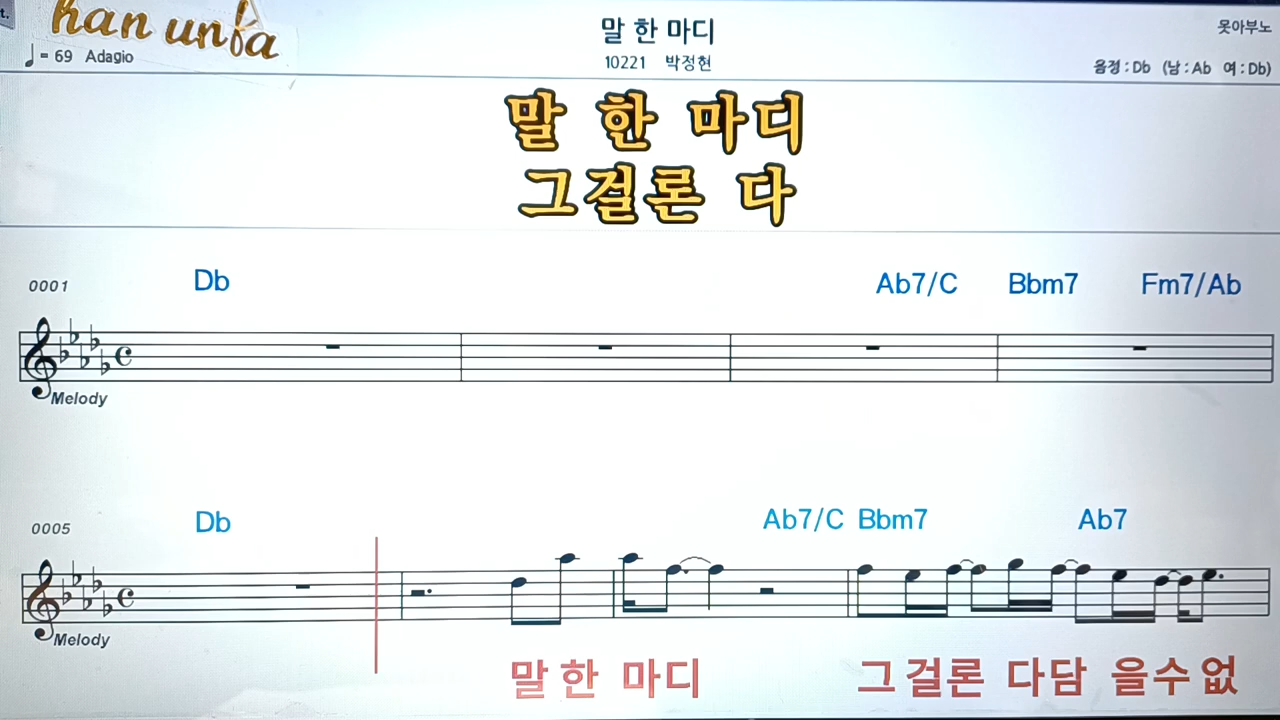 t.
han unfa
♩ = 69 Adagio
말 한 마디
10221 박정현
못아부노
음정 : Db (남 : Ab 여 : Db)
말 한 마디
그걸론 다
0001 Db Ab7/C Bbm7 Fm7/Ab
Melody
0005 Db Ab7/C Bbm7 Ab7
Melody
말 한 마디 그 걸론 다담 을수 없